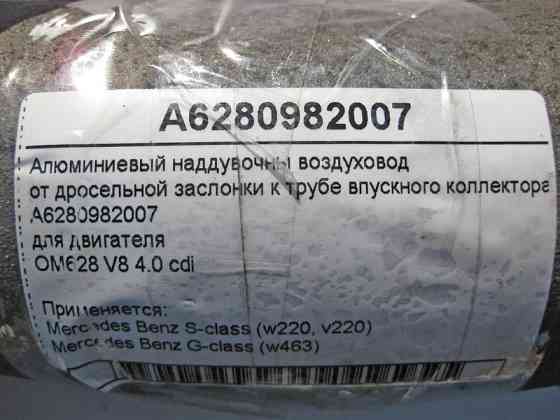 A6280982007
Алюминиевый наддувочны воздуховод
от дросельной заслонки к трубе впускного коллектора
A6280982007
для двигателя
OM628 V8 4.0 cdi
Применяется:
Mercedes Benz S-class (w220, v220)
Mercedes Benz G-class (w463)